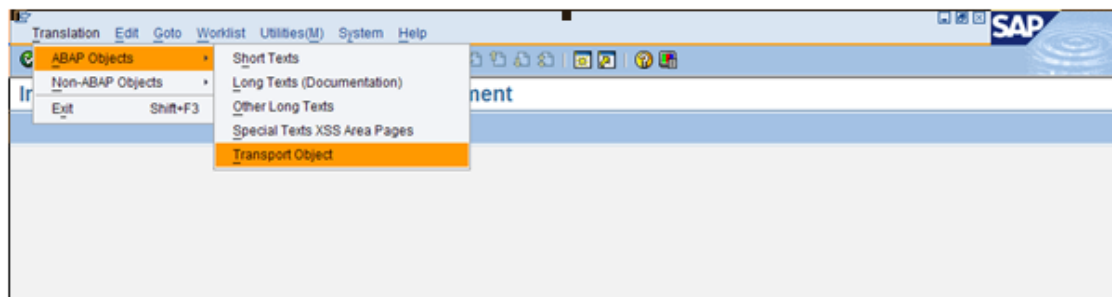 Translation Edit Goto Worklist Utilities(M) System Help
SAP
ABAP Objects
Non-ABAP Objects
Exit Shift+F3
Short Texts
Long Texts (Documentation)
Other Long Texts
Special Texts XSS Area Pages
Transport Object